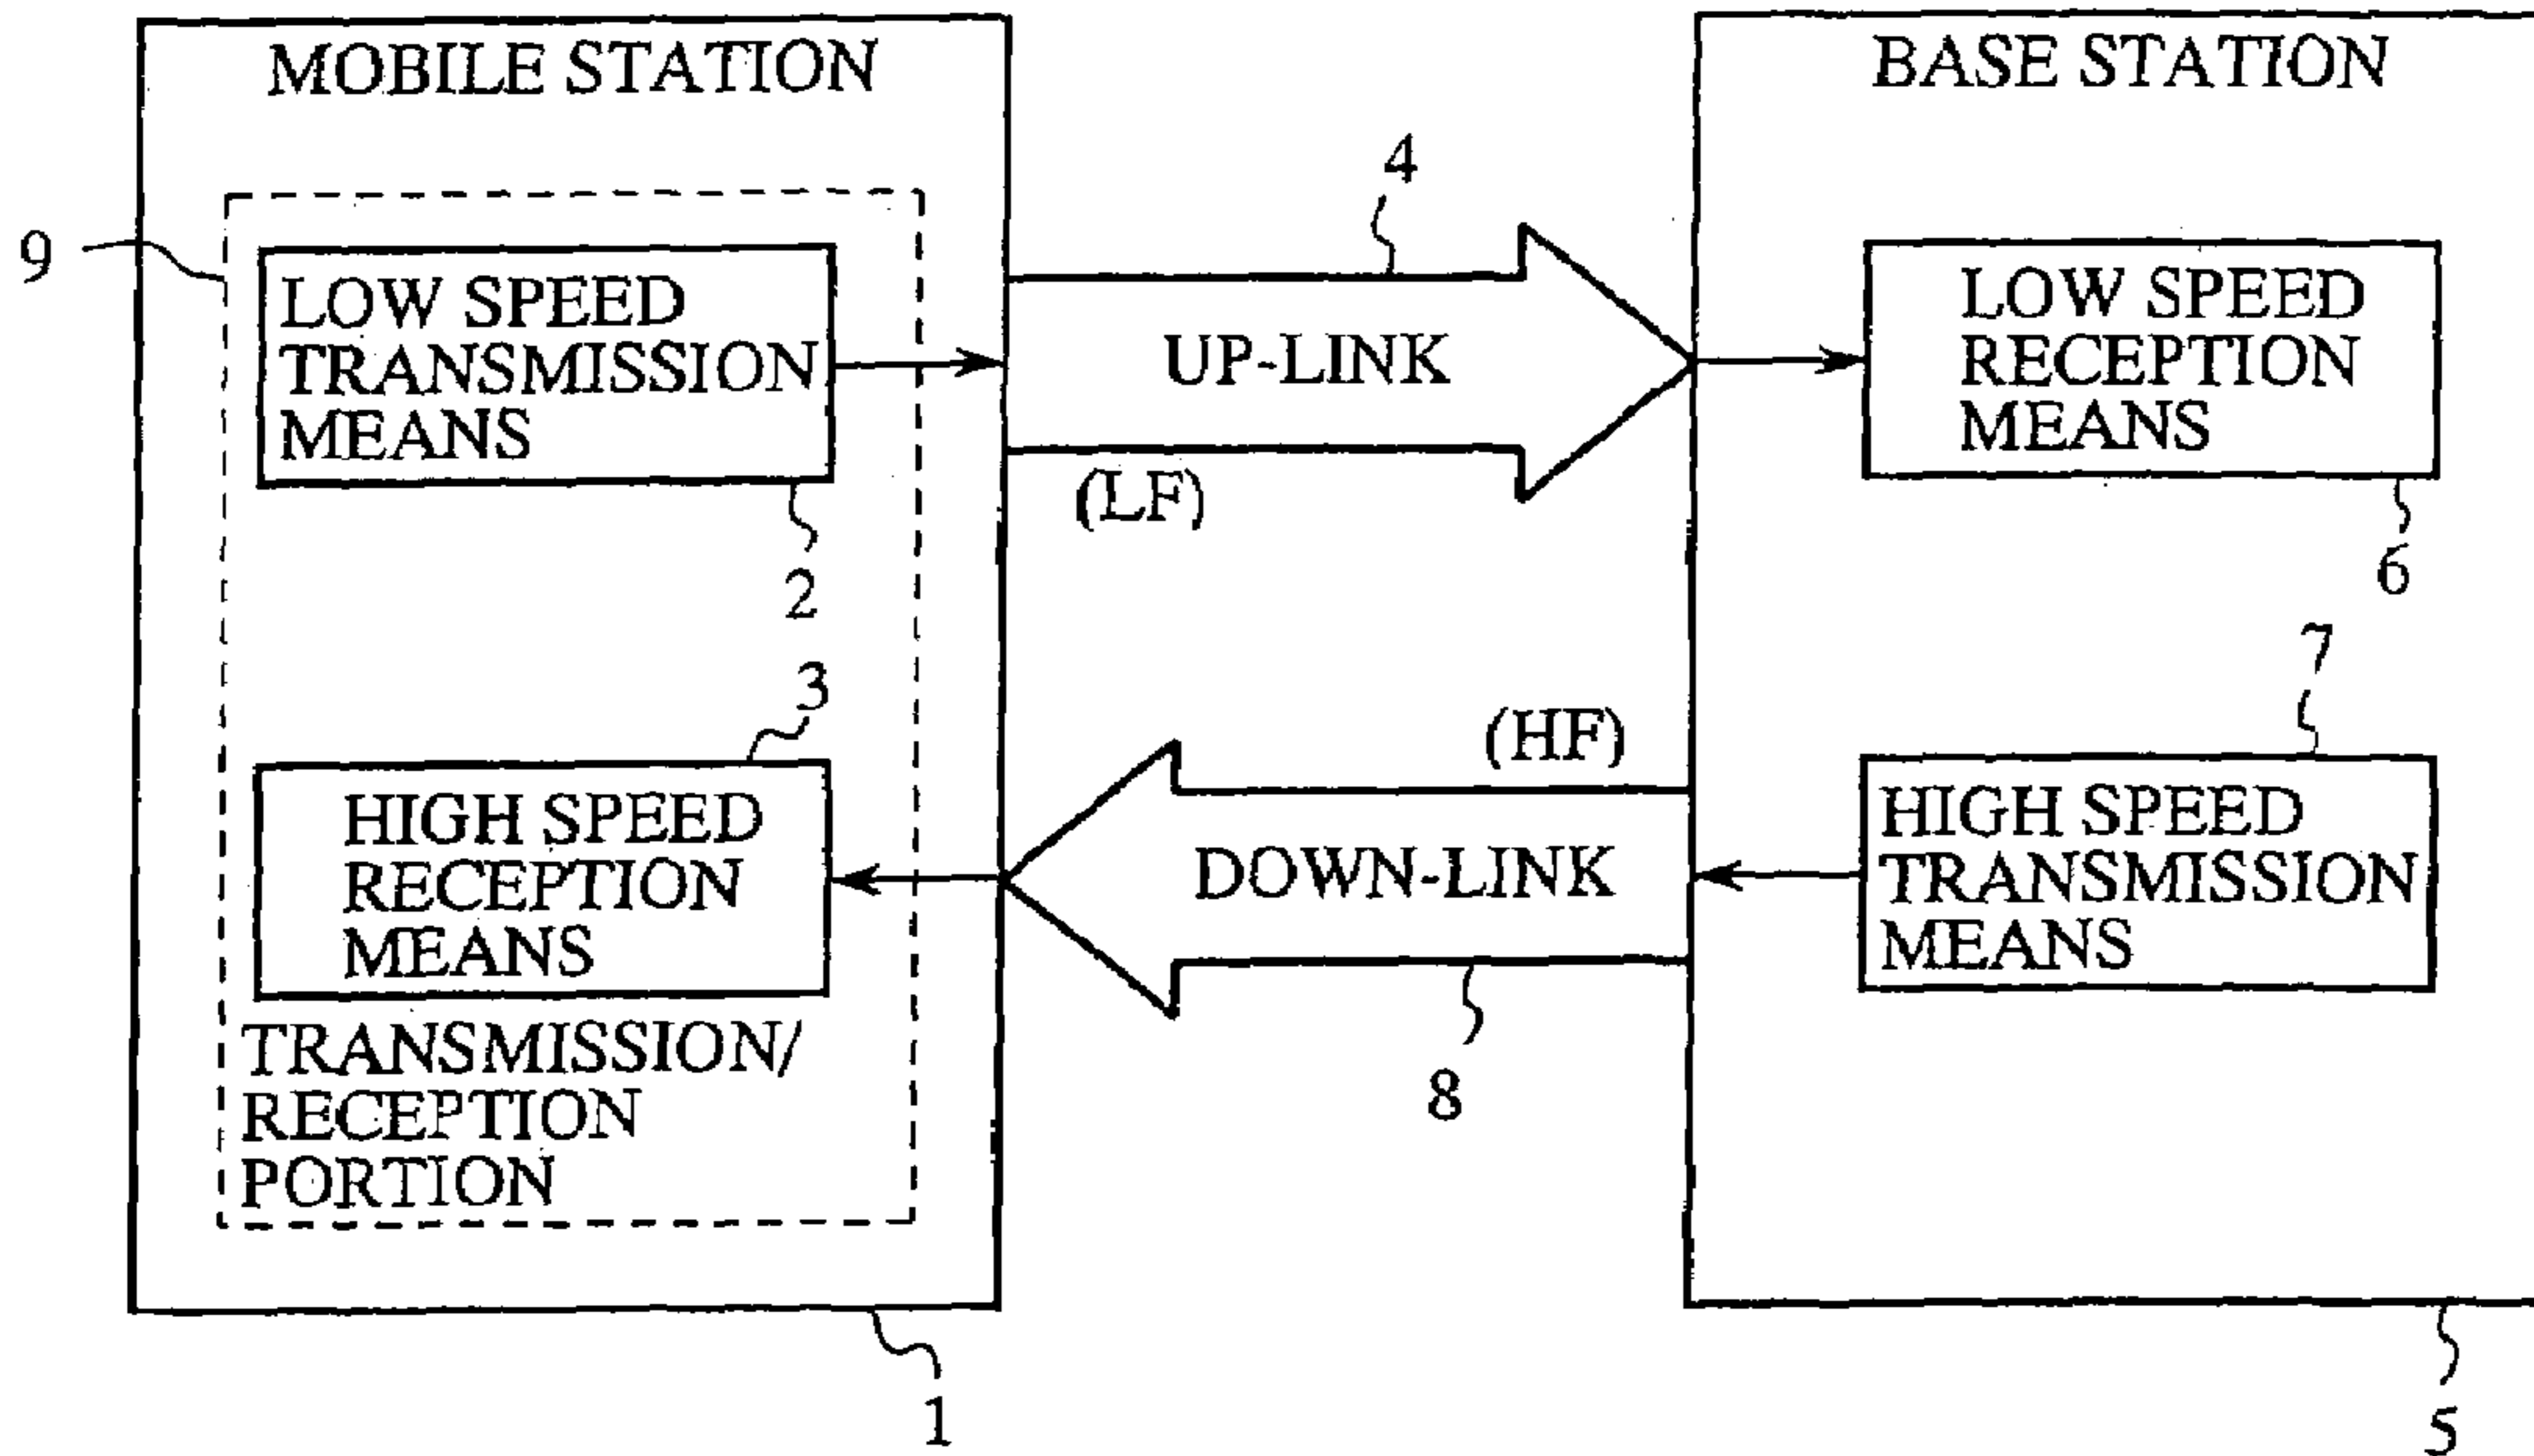 MOBILE STATION
BASE STATION
4
9
LOW SPEED
TRANSMISSION
MEANS
UP-LINK
LOW SPEED
RECEPTION
MEANS
(LF)
2
6
3
7
(HF)
HIGH SPEED
RECEPTION
MEANS
DOWN-LINK
HIGH SPEED
TRANSMISSION
MEANS
TRANSMISSION/
RECEPTION
PORTION
8
1
5